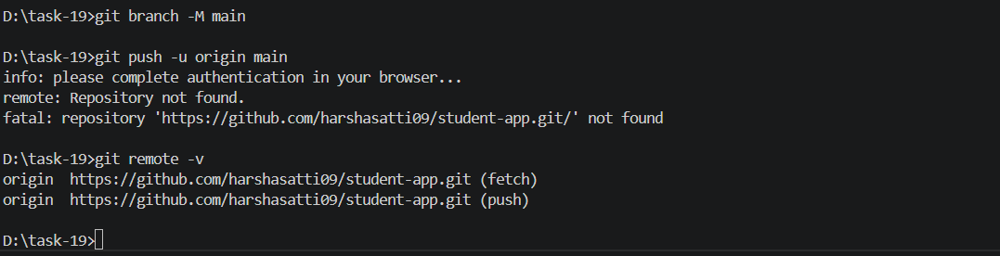 D:\task-19>git branch -M main
D:\task-19>git push -u origin main
info: please complete authentication in your browser...
remote: Repository not found.
fatal: repository 'https://github.com/harshasatti09/student-app.git/' not found
D:\task-19>git remote -v
origin  https://github.com/harshasatti09/student-app.git (fetch)
origin  https://github.com/harshasatti09/student-app.git (push)
D:\task-19>